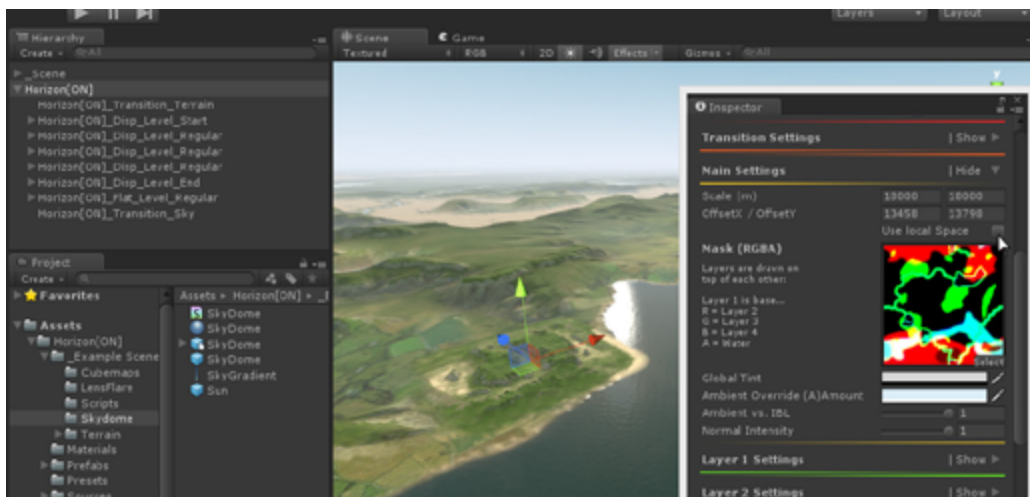 Layers
Layout
Hierarchy
Create
All
_Scene
Horizon[ON]
Horizon[ON]_Transition_Terrain
Horizon[ON]_Disp_Level_Start
Horizon[ON]_Disp_Level_Regular
Horizon[ON]_Disp_Level_Regular
Horizon[ON]_Disp_Level_Regular
Horizon[ON]_Disp_Level_End
Horizon[ON]_Flat_Level_Regular
Horizon[ON]_Transition_Sky
Scene
Game
Textured
RGB
2D
Effects
Gizmos
All
y
Project
Create
Favorites
Assets
Horizon[ON]
_Example Scene
Cubemaps
LensFlare
Scripts
Skydome
Terrain
Materials
Prefabs
Presets
Sources
Assets ▸ Horizon[ON] ▸
SkyDome
SkyDome
SkyDome
SkyDome
SkyGradient
Sun
Inspector
Transition Settings | Show
Main Settings | Hide
Scale (m) 18000 18000
OffsetX / OffsetY 13458 13798
Use local Space
Mask (RGBA)
Layers are drawn on
top of each other:
Layer 1 is base...
R = Layer 2
G = Layer 3
B = Layer 4
A = Water
Select
Global Tint
Ambient Override (A)Amount
Ambient vs. IBL 1
Normal Intensity 1
Layer 1 Settings | Show
Layer 2 Settings | Show